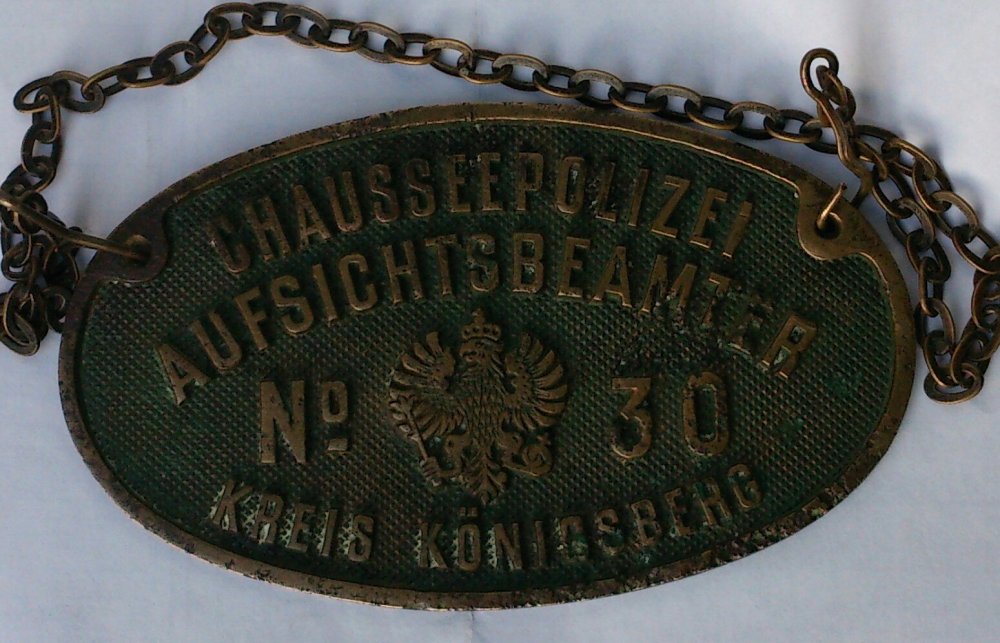 CHAUSSEEPOLIZEI
AUFSICHTSBEAMTER
No 30
KREIS KÖNIGSBERG